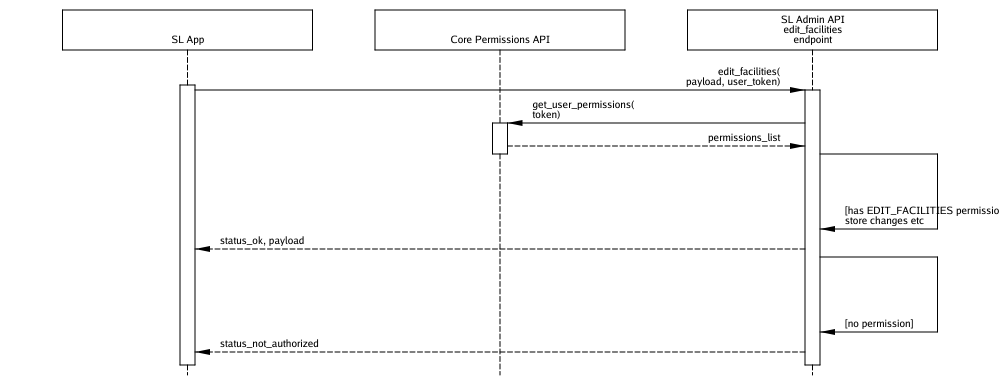 SL App
Core Permissions API
SL Admin API
edit_facilities
endpoint
edit_facilities(
payload, user_token)
get_user_permissions(
token)
permissions_list
[has EDIT_FACILITIES permissio
store changes etc
status_ok, payload
[no permission]
status_not_authorized